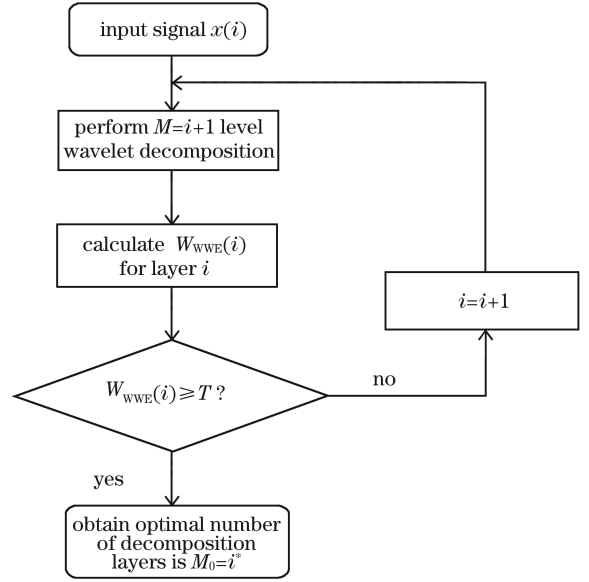 input signal x(i)
perform M=i+1 level
wavelet decomposition
calculate W_WWE(i)
for layer i
i=i+1
W_WWE(i)⩾T?
no
yes
obtain optimal number
of decomposition
layers is M₀=i*